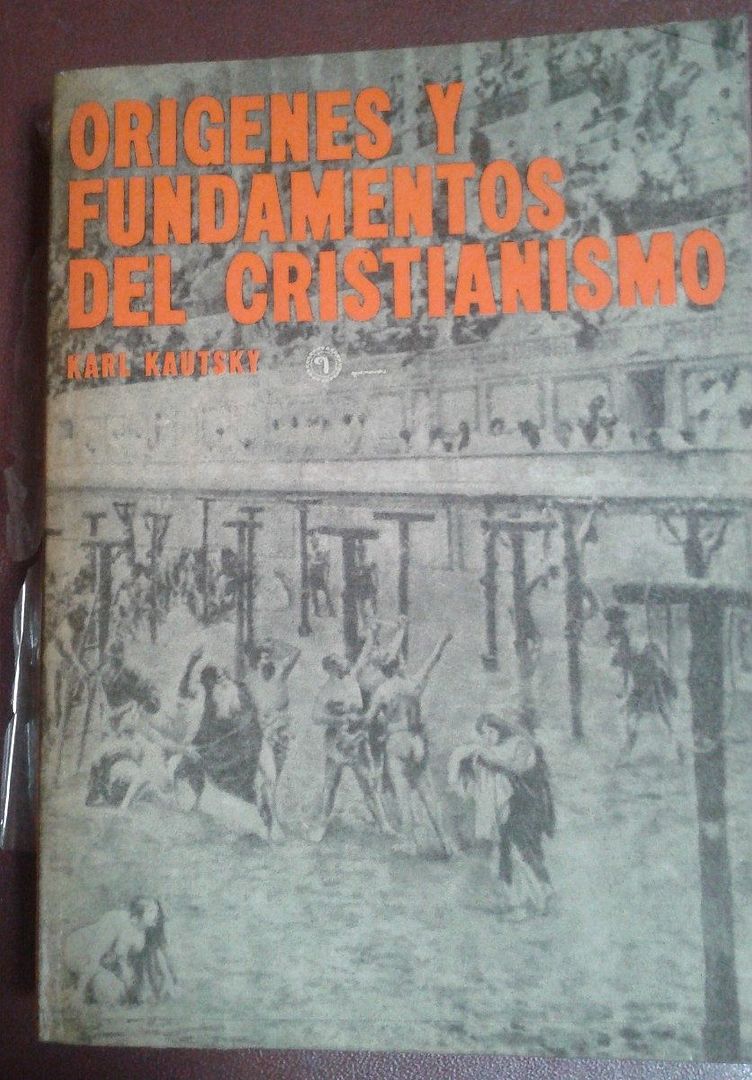 ORIGENES Y
FUNDAMENTOS
DEL CRISTIANISMO
KARL KAUTSKY